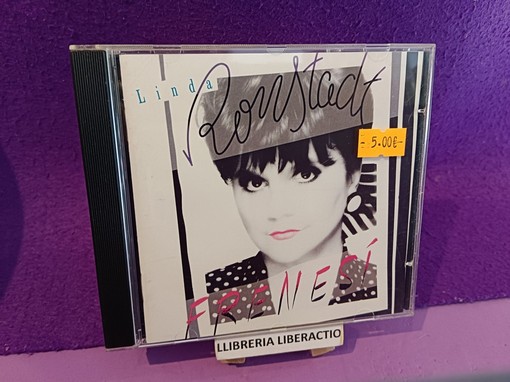 Linda
Ronstadt
- 5.00€-
FRENESÍ
LLIBRERIA LIBERACTIO